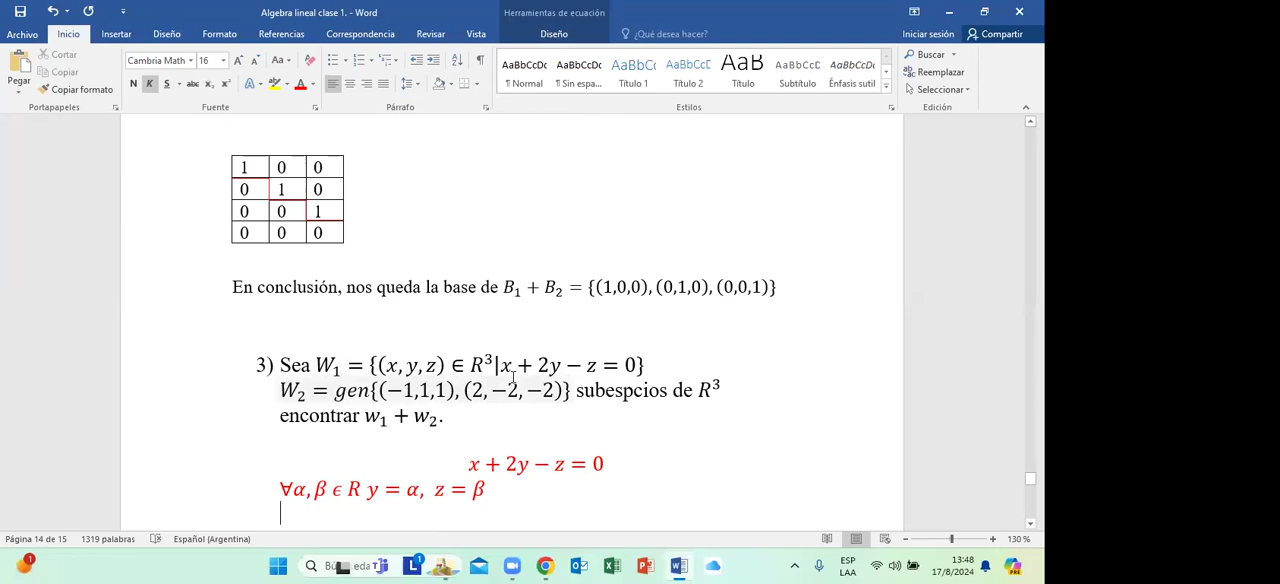 Algebra lineal clase 1. - Word
Herramientas de ecuación
Archivo Inicio Insertar Diseño Formato Referencias Correspondencia Revisar Vista Diseño ¿Qué desea hacer? Iniciar sesión Compartir
Pegar
Cortar
Copiar
Copiar formato
Portapapeles
Cambria Math 16
N K S abc x₂ x²
Fuente
Párrafo
AaBbCcDc AaBbCcDc AaBbCc AaBbCcE AaB AaBbCcD AaBbCcDc
¶ Normal ¶ Sin espa... Título 1 Título 2 Título Subtítulo Énfasis sutil
Estilos
Buscar
Reemplazar
Seleccionar
Edición
1 0 0
0 1 0
0 0 1
0 0 0
En conclusión, nos queda la base de B₁ + B₂ = {(1,0,0), (0,1,0), (0,0,1)}
3) Sea W₁ = {(x, y, z) ∈ R³|x + 2y − z = 0}
W₂ = gen{(−1,1,1), (2, −2, −2)} subespcios de R³
encontrar w₁ + w₂.
x + 2y − z = 0
∀α, β ϵ R y = α, z = β
Página 14 de 15 1319 palabras Español (Argentina) 130 %
ESP
LAA
13:48
17/8/2024